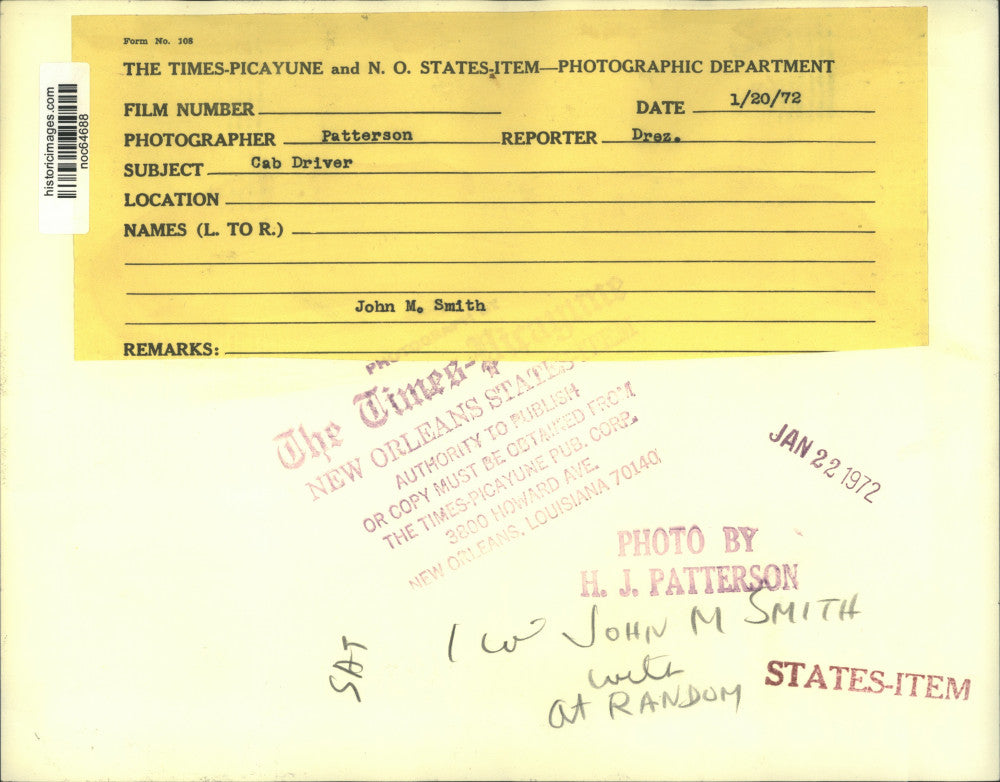 Form No. 108
THE TIMES-PICAYUNE and N. O. STATES-ITEM—PHOTOGRAPHIC DEPARTMENT
FILM NUMBER
DATE 1/20/72
PHOTOGRAPHER Patterson REPORTER Drez.
SUBJECT Cab Driver
LOCATION
NAMES (L. TO R.)
John M. Smith
REMARKS:
historicimages.com
noc64688
The Times-Picayune
NEW ORLEANS STATES-ITEM
AUTHORITY TO PUBLISH
OR COPY MUST BE OBTAINED FROM
THE TIMES-PICAYUNE PUB. CORP.
3800 HOWARD AVE.
NEW ORLEANS, LOUISIANA 70140
JAN 22 1972
PHOTO BY
H. J. PATTERSON
SAT
1 W JOHN M SMITH
with
at RANDOM
STATES-ITEM